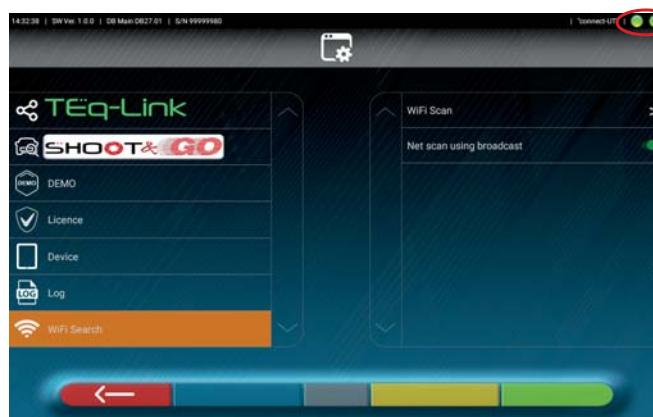 14:32:38 | SW Ver. 1.0.0 | DB Main DB27.01 | S/N 99999980 | "connect-UT" |
TEq-Link
SHOOT & GO
DEMO DEMO
Licence
Device
LOG Log
WiFi Search
WiFi Scan
Net scan using broadcast